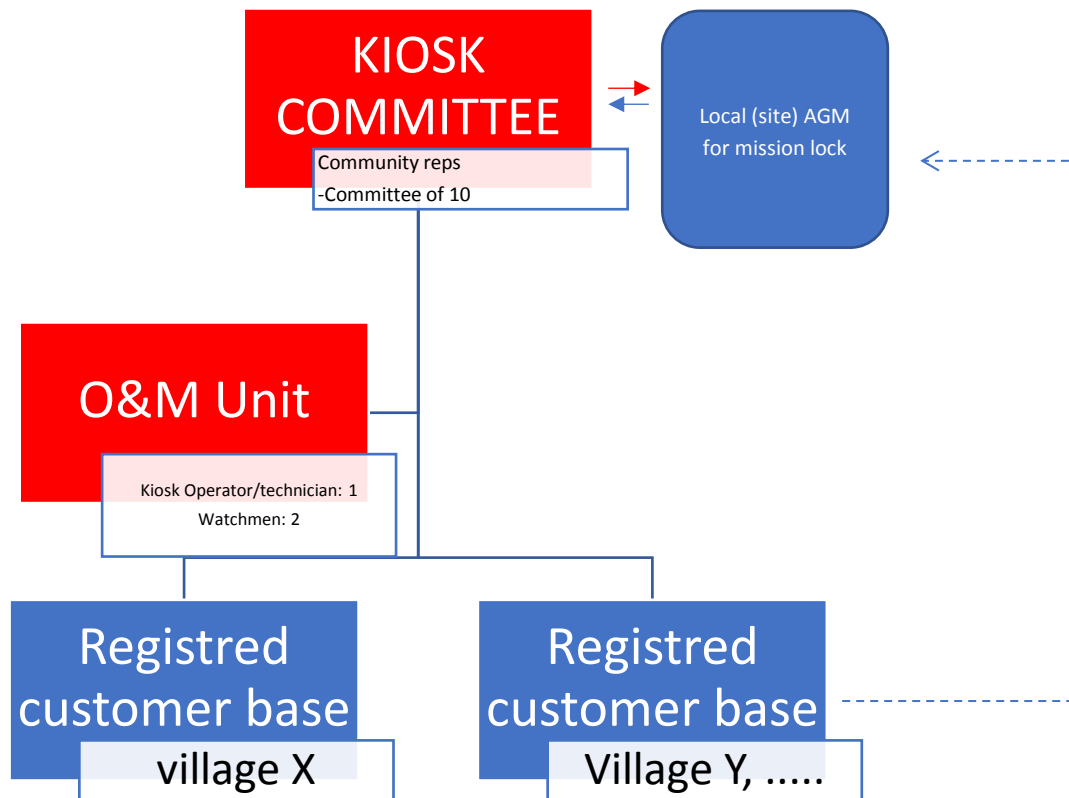 KIOSK
COMMITTEE
Community reps
-Committee of 10
Local (site) AGM
for mission lock
O&M Unit
Kiosk Operator/technician: 1
Watchmen: 2
Registred
customer base
village X
Registred
customer base
Village Y, .....